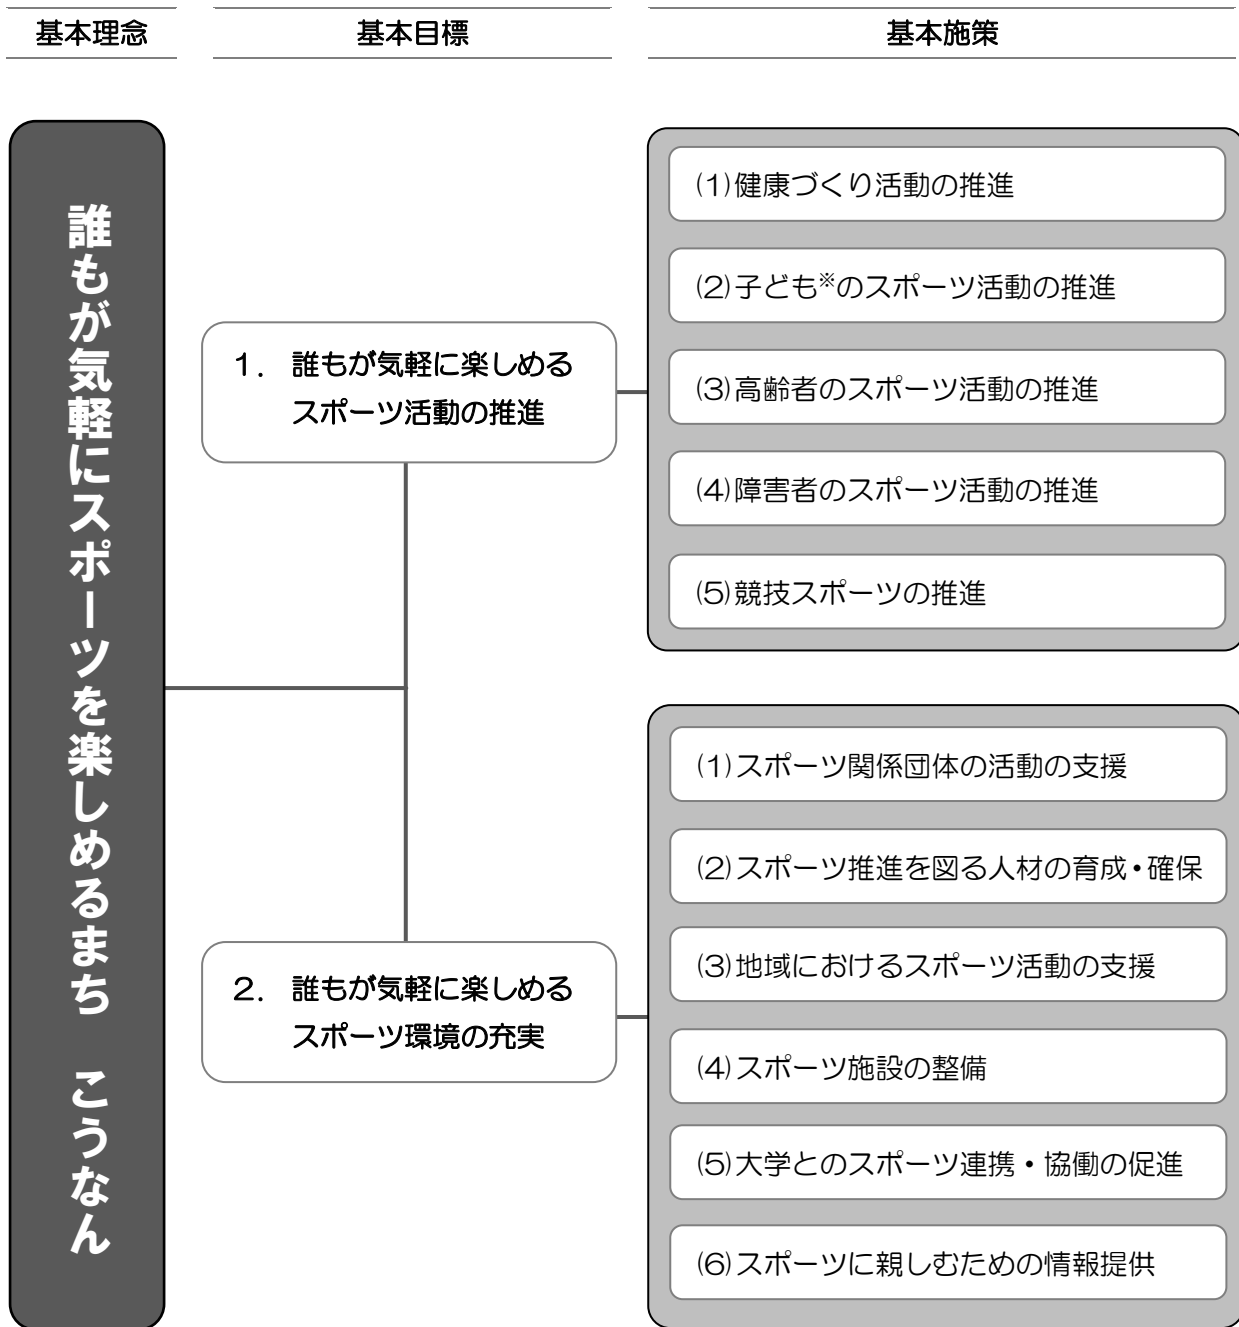 基本理念
基本目標
基本施策
誰もが気軽にスポーツを楽しめるまち　こうなん
1. 誰もが気軽に楽しめる
スポーツ活動の推進
(1)健康づくり活動の推進
(2)子ども※のスポーツ活動の推進
(3)高齢者のスポーツ活動の推進
(4)障害者のスポーツ活動の推進
(5)競技スポーツの推進
2. 誰もが気軽に楽しめる
スポーツ環境の充実
(1)スポーツ関係団体の活動の支援
(2)スポーツ推進を図る人材の育成・確保
(3)地域におけるスポーツ活動の支援
(4)スポーツ施設の整備
(5)大学とのスポーツ連携・協働の促進
(6)スポーツに親しむための情報提供